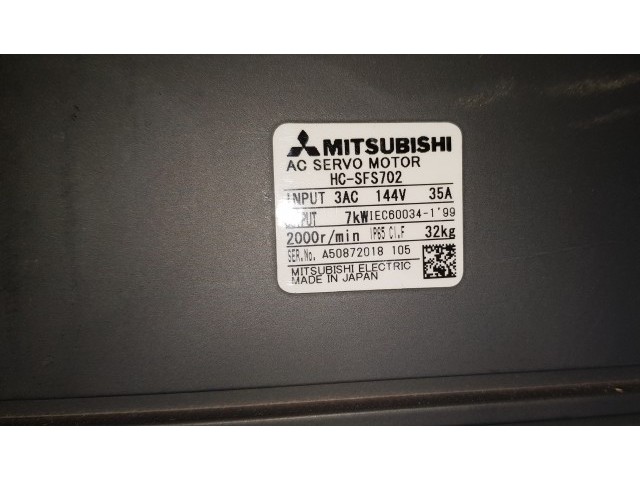 MITSUBISHI
AC SERVO MOTOR
HC-SFS702
INPUT 3AC 144V 35A
7kW IEC60034-1'99
2000r/min IP65 Cl.F 32kg
SER.No. A50872018 105
MITSUBISHI ELECTRIC
MADE IN JAPAN